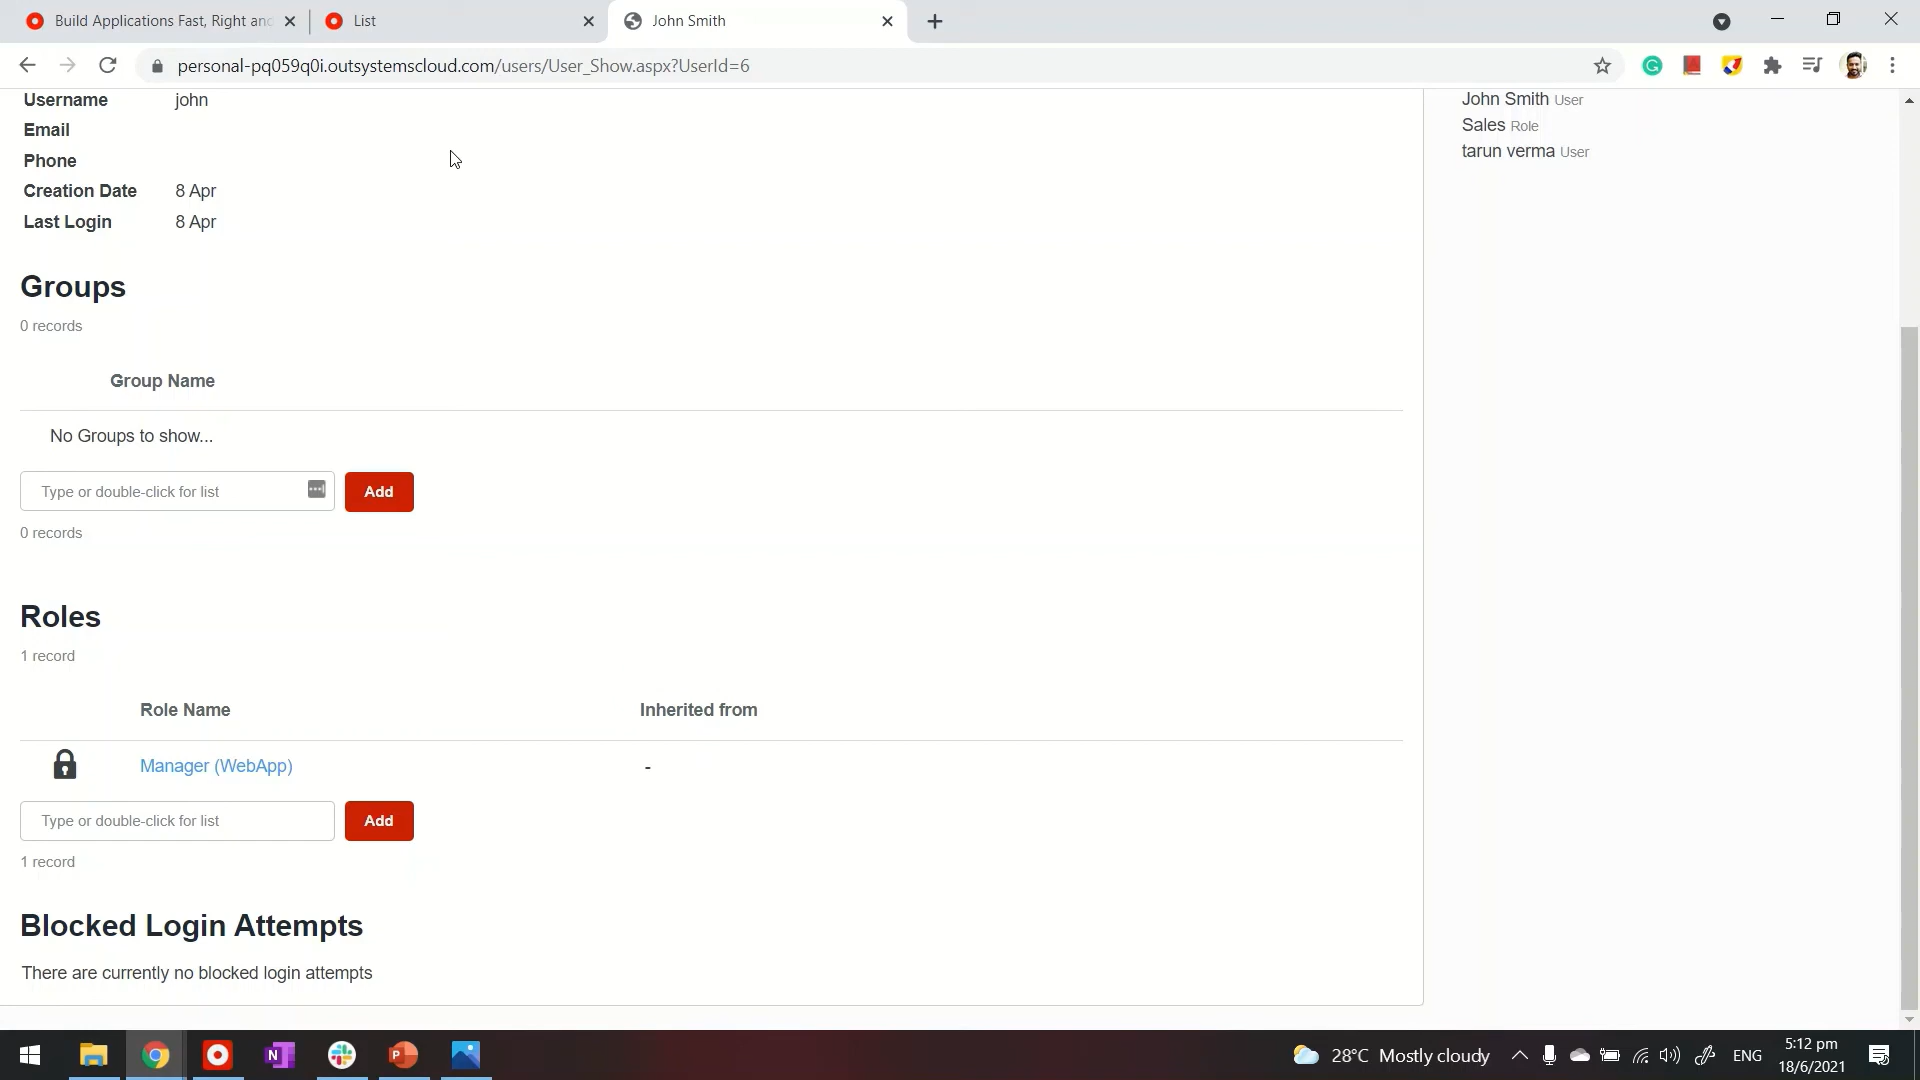 Build Applications Fast, Right and
List
John Smith
personal-pq059q0i.outsystemscloud.com/users/User_Show.aspx?UserId=6
Username john
Email
Phone
Creation Date 8 Apr
Last Login 8 Apr
John Smith User
Sales Role
tarun verma User
Groups
0 records
Group Name
No Groups to show...
Type or double-click for list
Add
0 records
Roles
1 record
Role Name Inherited from
Manager (WebApp) -
Type or double-click for list
Add
1 record
Blocked Login Attempts
There are currently no blocked login attempts
28°C Mostly cloudy
ENG
5:12 pm
18/6/2021